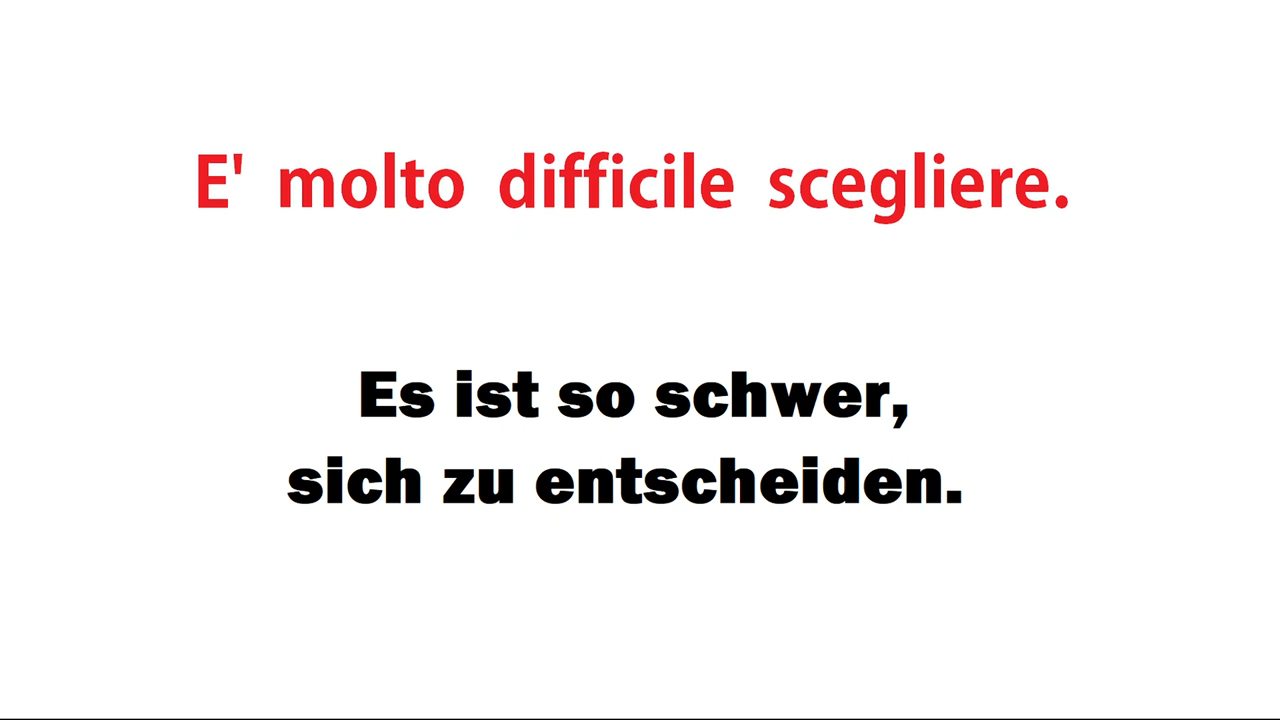 E' molto difficile scegliere.
Es ist so schwer,
sich zu entscheiden.